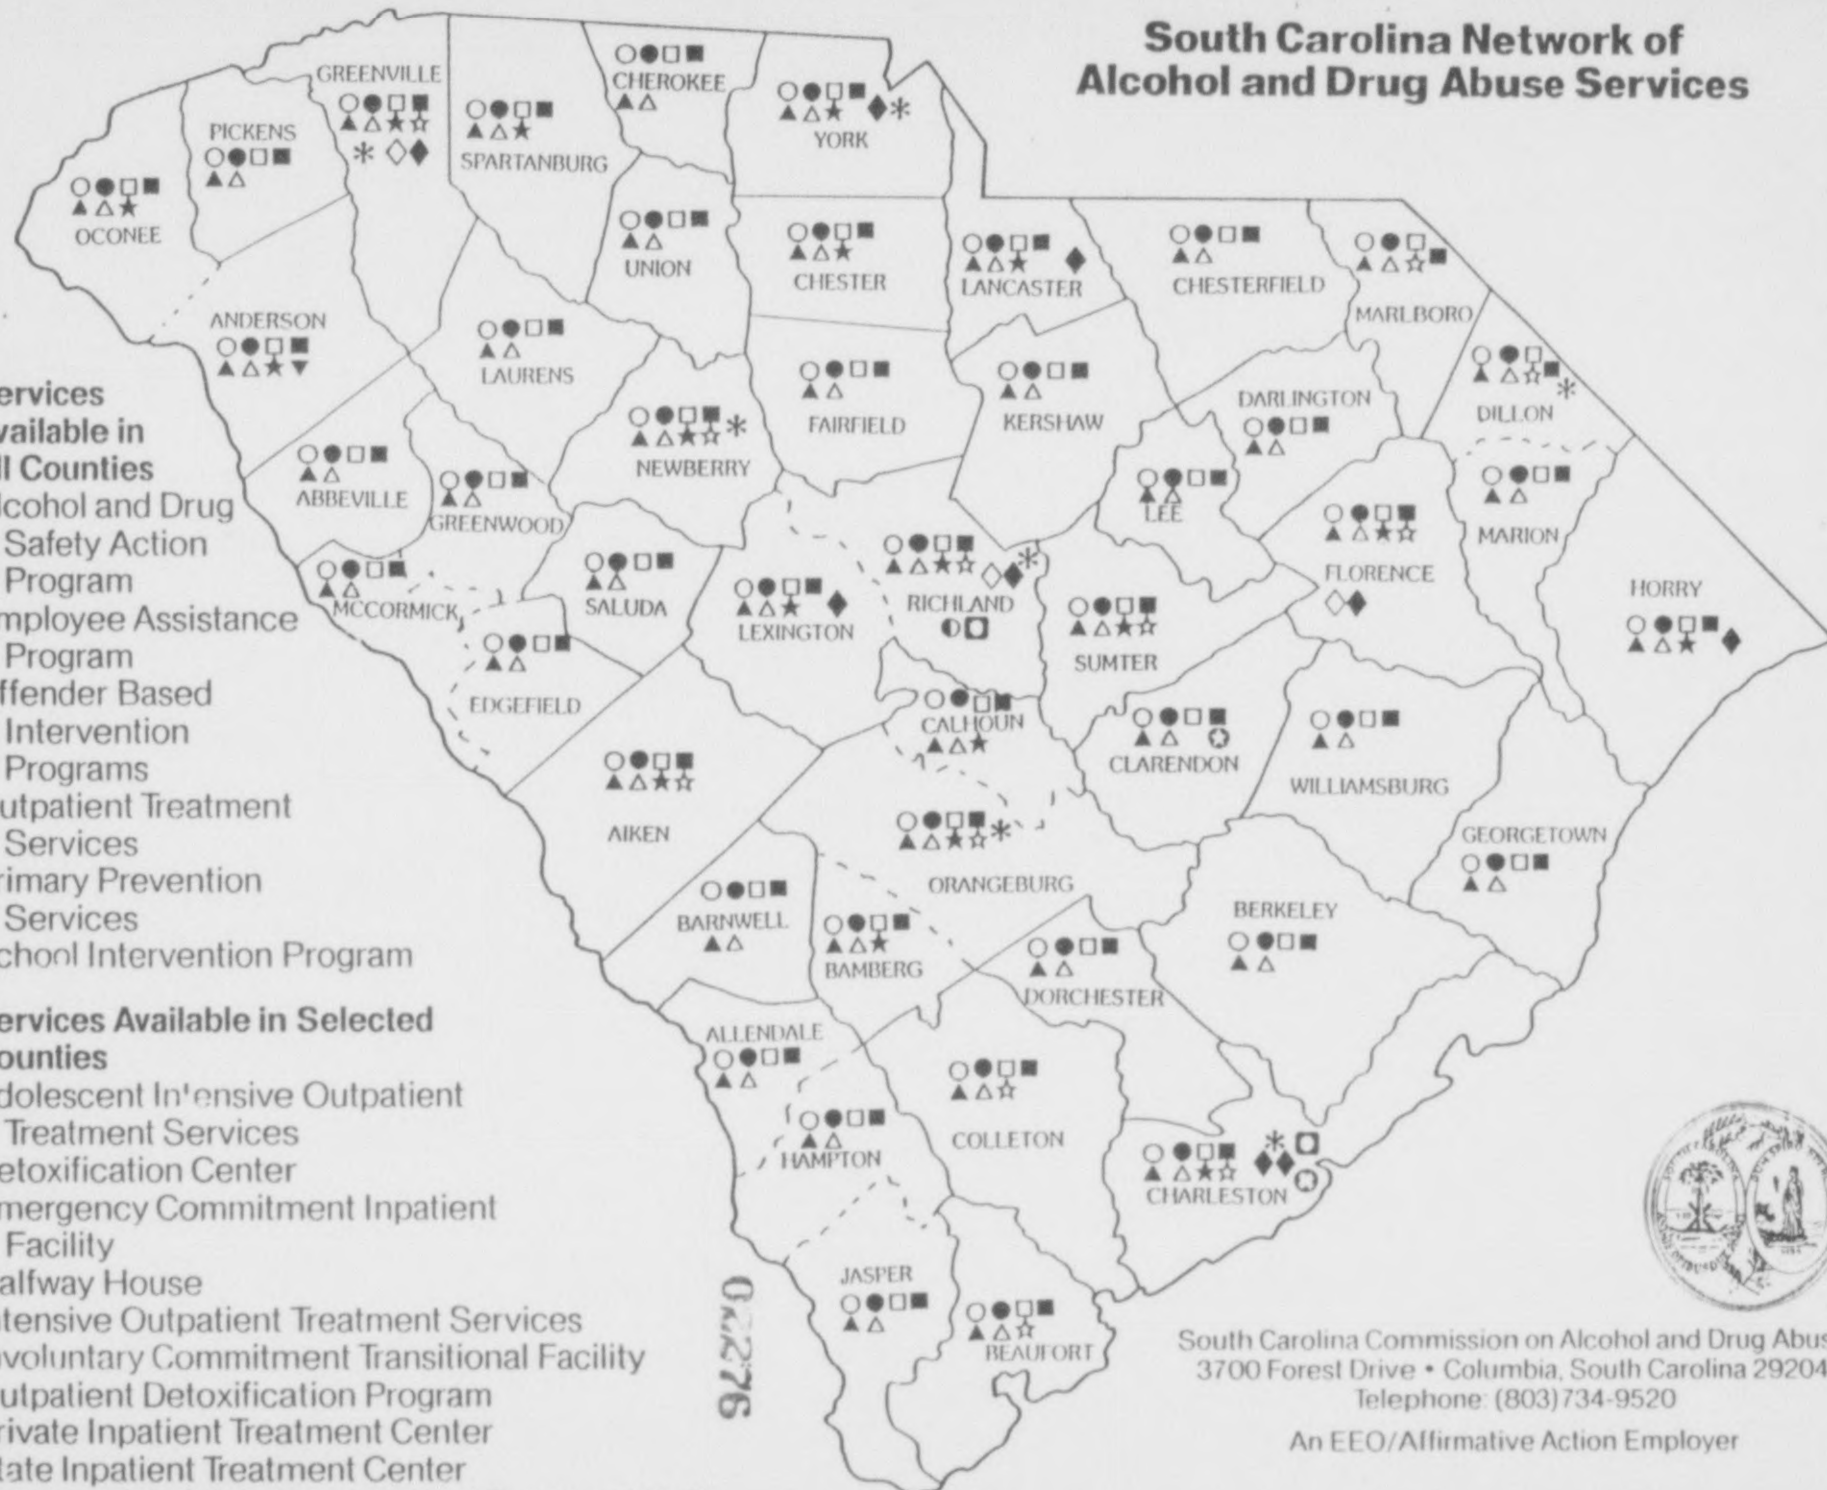 South Carolina Network of
Alcohol and Drug Abuse Services
GREENVILLE
CHEROKEE
PICKENS
SPARTANBURG
YORK
OCONEE
UNION
CHESTER
LANCASTER
CHESTERFIELD
MARLBORO
ANDERSON
LAURENS
FAIRFIELD
KERSHAW
DARLINGTON
DILLON
NEWBERRY
ABBEVILLE
GREENWOOD
LEE
MARION
MCCORMICK
SALUDA
LEXINGTON
RICHLAND
FLORENCE
HORRY
SUMTER
EDGEFIELD
CALHOUN
CLARENDON
WILLIAMSBURG
AIKEN
ORANGEBURG
GEORGETOWN
BARNWELL
BAMBERG
BERKELEY
DORCHESTER
ALLENDALE
HAMPTON
COLLETON
CHARLESTON
JASPER
BEAUFORT
ervices
vailable in
ll Counties
lcohol and Drug
Safety Action
Program
mployee Assistance
Program
ffender Based
Intervention
Programs
utpatient Treatment
Services
rimary Prevention
Services
chool Intervention Program
ervices Available in Selected
ounties
dolescent Intensive Outpatient
Treatment Services
etoxification Center
mergency Commitment Inpatient
Facility
alfway House
ntensive Outpatient Treatment Services
nvoluntary Commitment Transitional Facility
utpatient Detoxification Program
rivate Inpatient Treatment Center
tate Inpatient Treatment Center
South Carolina Commission on Alcohol and Drug Abus
3700 Forest Drive • Columbia, South Carolina 29204
Telephone: (803)734-9520
An EEO/Affirmative Action Employer